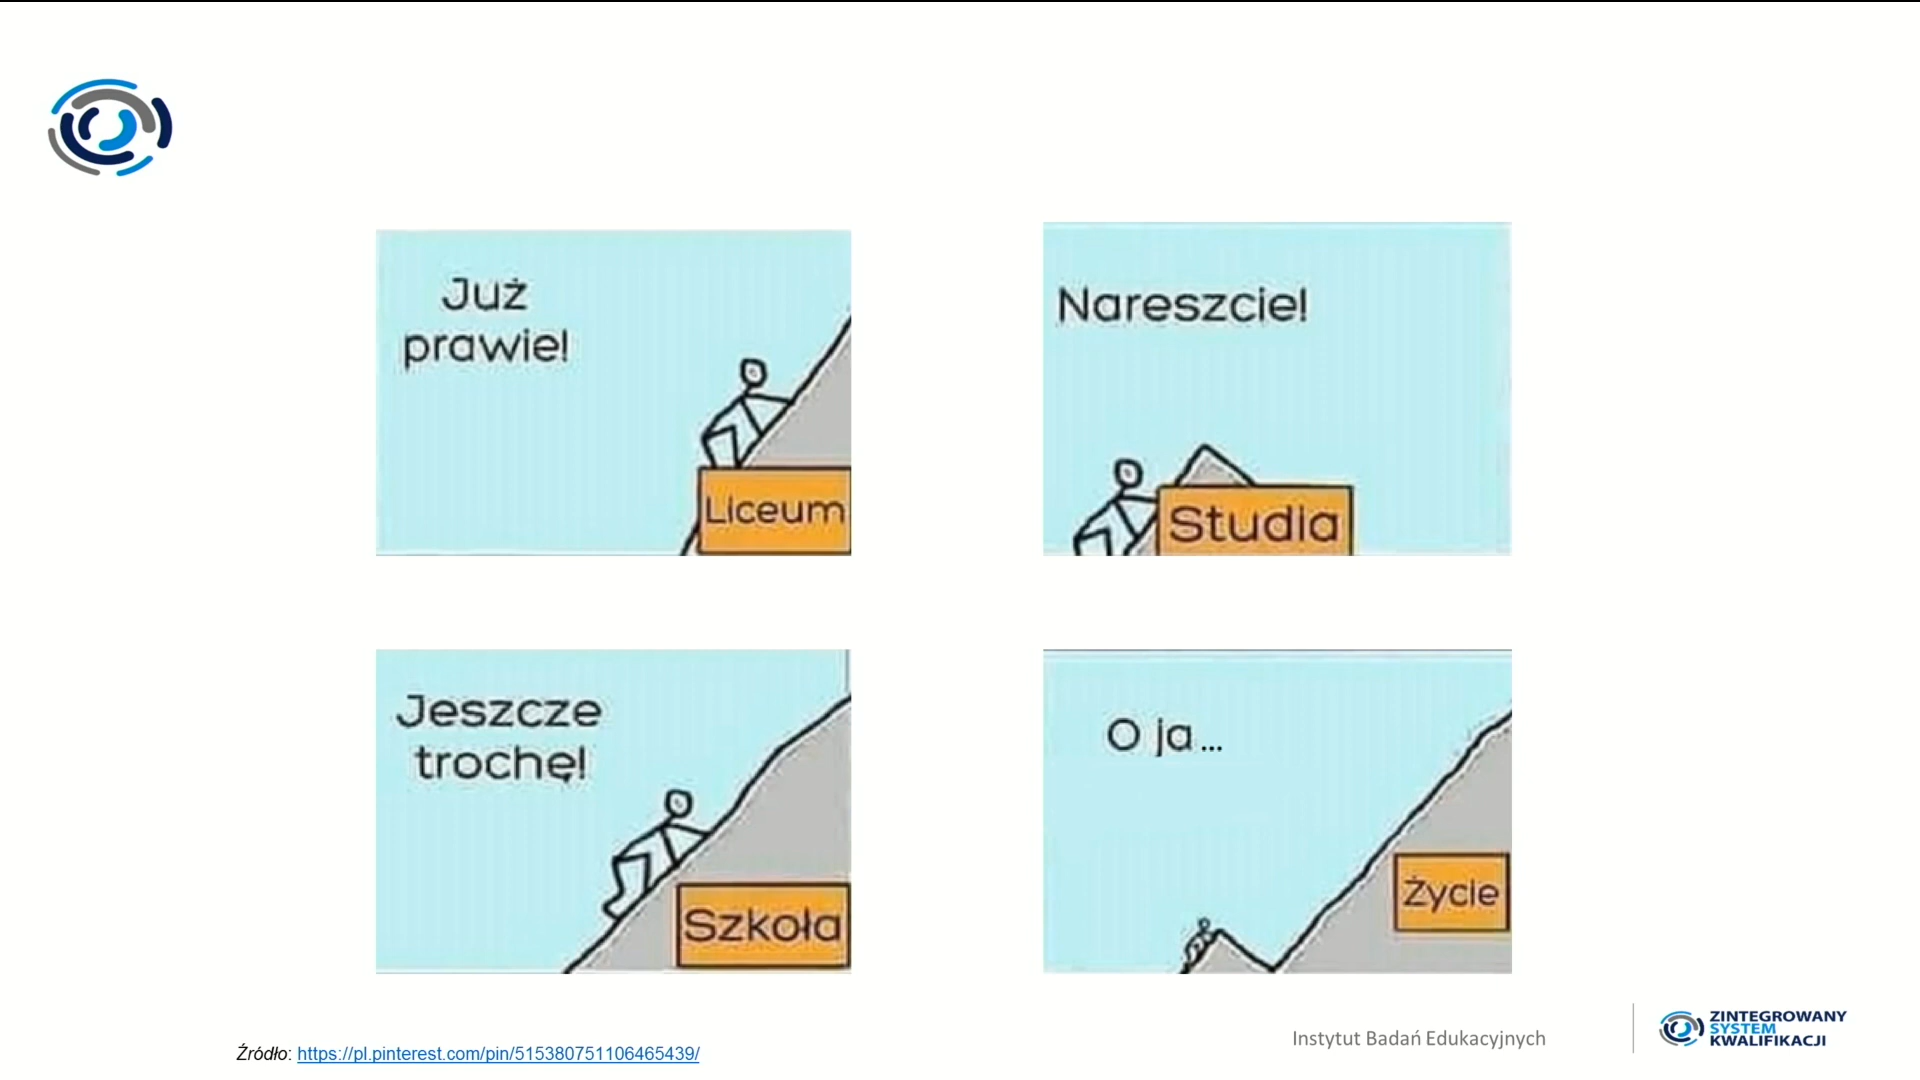 Już
prawie!
Liceum
Nareszcie!
Studia
Jeszcze
trochę!
Szkoła
O ja...
Życie
Źródło: https://pl.pinterest.com/pin/515380751106465439/
Instytut Badań Edukacyjnych
ZINTEGROWANY
SYSTEM
KWALIFIKACJI